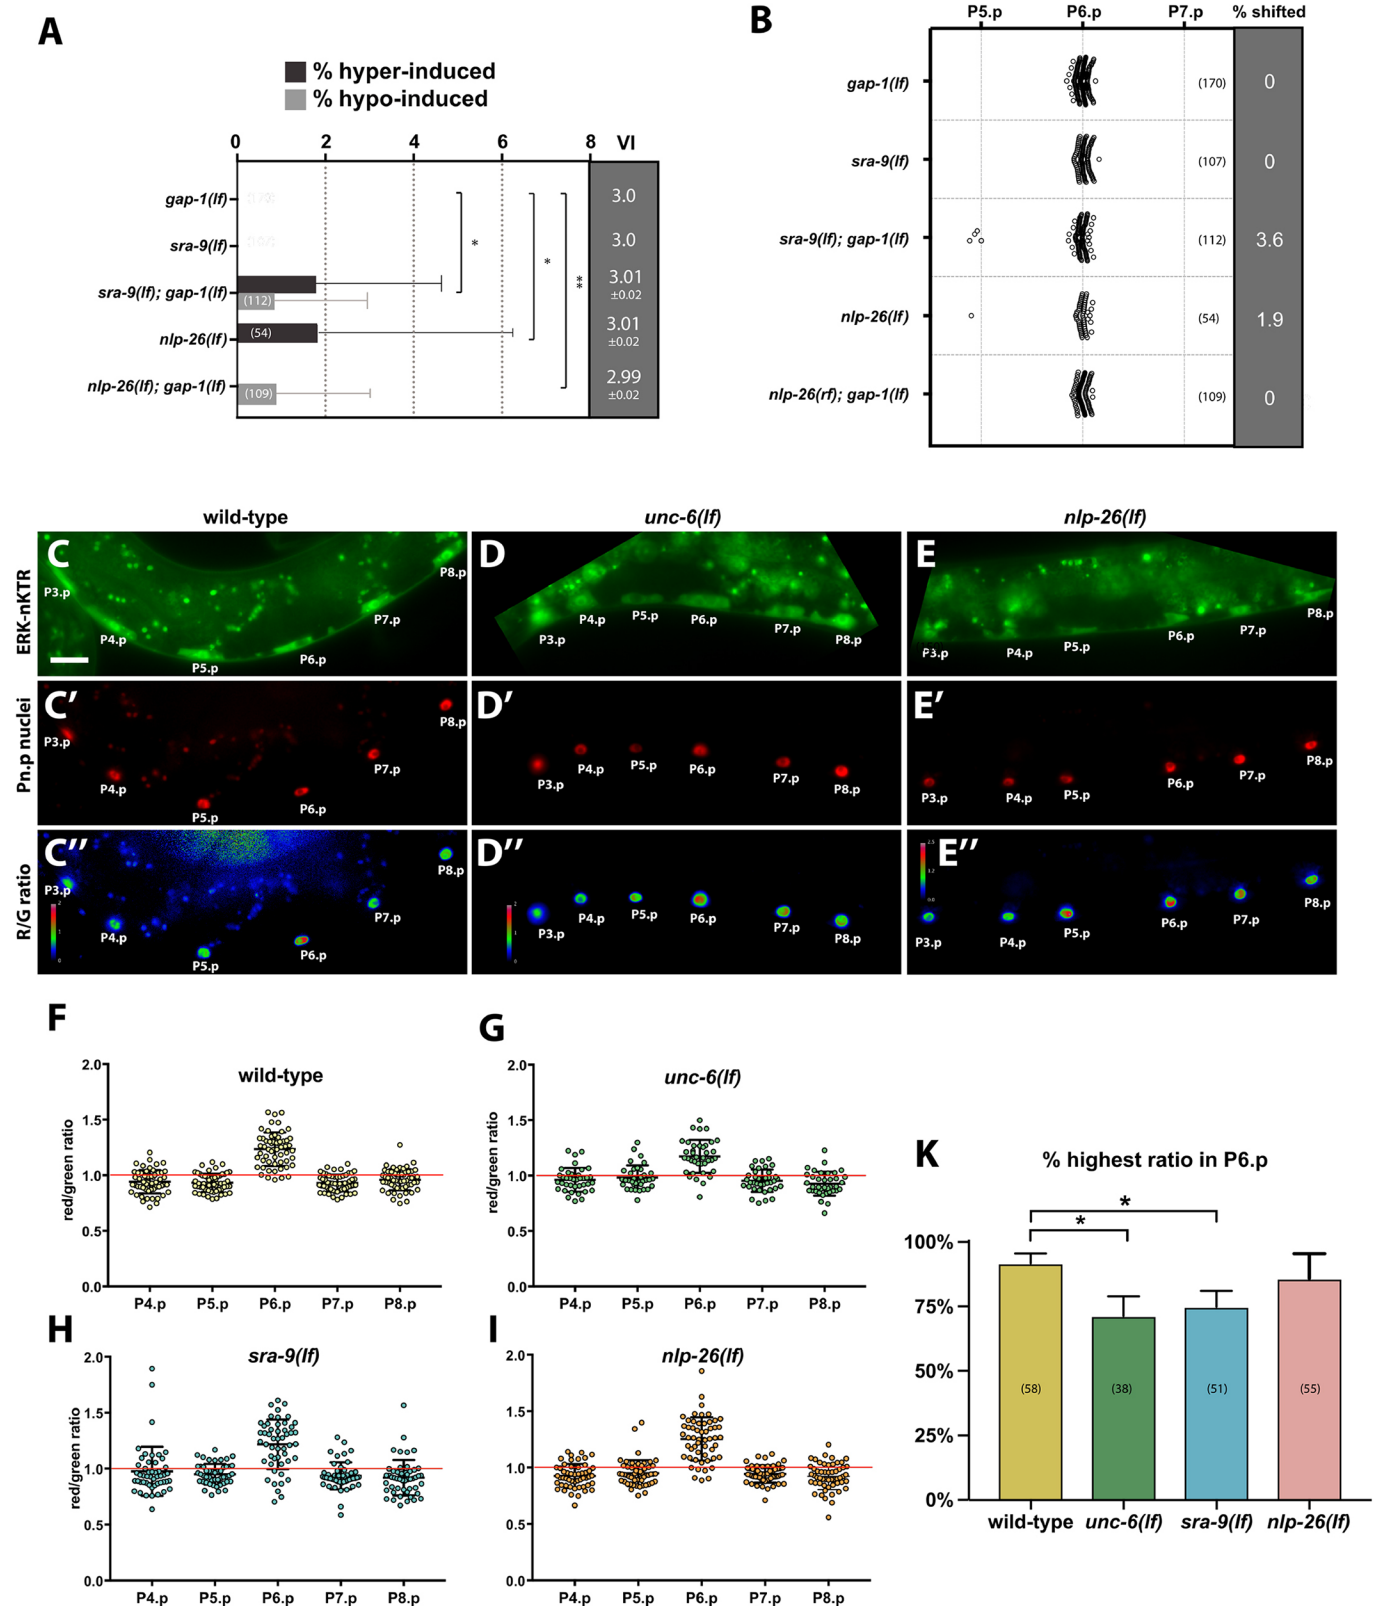 A
% hyper-induced
% hypo-induced
0 2 4 6 8 VI
gap-1(lf) 3.0
sra-9(lf) 3.0
sra-9(lf); gap-1(lf) (112) 3.01 ±0.02
nlp-26(lf) (54) 3.01 ±0.02
nlp-26(lf); gap-1(lf) (109) 2.99 ±0.02
*
*
**
B
P5.p P6.p P7.p % shifted
gap-1(lf) (170) 0
sra-9(lf) (107) 0
sra-9(lf); gap-1(lf) (112) 3.6
nlp-26(lf) (54) 1.9
nlp-26(rf); gap-1(lf) (109) 0
wild-type unc-6(lf) nlp-26(lf)
ERK-nKTR
C
P3.p P4.p P5.p P6.p P7.p P8.p
D
P3.p P4.p P5.p P6.p P7.p P8.p
E
P3.p P4.p P5.p P6.p P7.p P8.p
Pn.p nuclei
C′
P3.p P4.p P5.p P6.p P7.p P8.p
D′
P3.p P4.p P5.p P6.p P7.p P8.p
E′
P3.p P4.p P5.p P6.p P7.p P8.p
R/G ratio
C′′
P3.p P4.p P5.p P6.p P7.p P8.p
2
1
0
D′′
P3.p P4.p P5.p P6.p P7.p P8.p
2
1
0
E′′
P3.p P4.p P5.p P6.p P7.p P8.p
2.5
1.2
0.0
F
wild-type
red/green ratio
2.0
1.5
1.0
0.5
0.0
P4.p P5.p P6.p P7.p P8.p
G
unc-6(lf)
red/green ratio
2.0
1.5
1.0
0.5
0.0
P4.p P5.p P6.p P7.p P8.p
H
sra-9(lf)
red/green ratio
2.0
1.5
1.0
0.5
0.0
P4.p P5.p P6.p P7.p P8.p
I
nlp-26(lf)
red/green ratio
2.0
1.5
1.0
0.5
0.0
P4.p P5.p P6.p P7.p P8.p
K
% highest ratio in P6.p
*
*
100%
75%
50%
25%
0%
(58) (38) (51) (55)
wild-type unc-6(lf) sra-9(lf) nlp-26(lf)